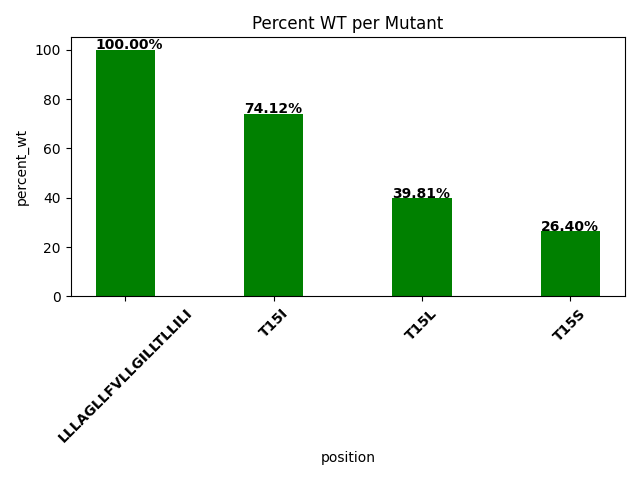 Percent WT per Mutant
percent_wt
100
80
60
40
20
0
100.00%
74.12%
39.81%
26.40%
LLLAGLLFVLLGILLTLLILI
T15I
T15L
T15S
position